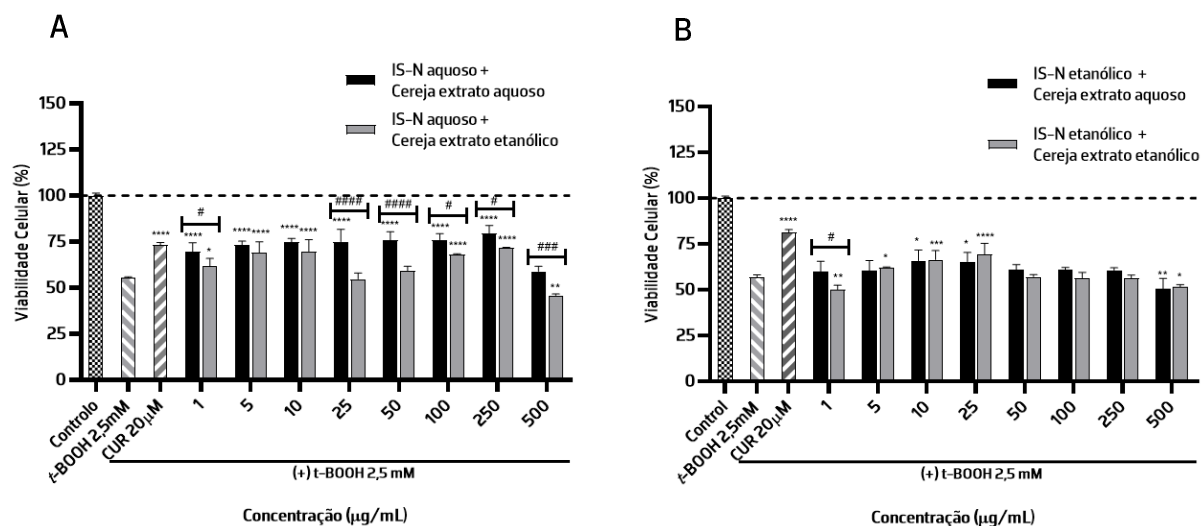 A
IS-N aquoso +
Cereja extrato aquoso
IS-N aquoso +
Cereja extrato etanólico
Viabilidade Celular (%)
150
125
100
75
50
25
0
****
****
*
#
****
****
****
****
****
####
****
####
****
****
#
****
****
#
**
###
Controlo
t-BOOH 2,5mM
CUR 20μM
1
5
10
25
50
100
250
500
(+) t-BOOH 2,5 mM
Concentração (μg/mL)
B
IS-N etanólico +
Cereja extrato aquoso
IS-N etanólico +
Cereja extrato etanólico
Viabilidade Celular (%)
150
125
100
75
50
25
0
****
#
**
*
*
***
*
****
**
*
Control
t-BOOH 2,5mM
CUR 20μM
1
5
10
25
50
100
250
500
(+) t-BOOH 2,5 mM
Concentração (μg/mL)